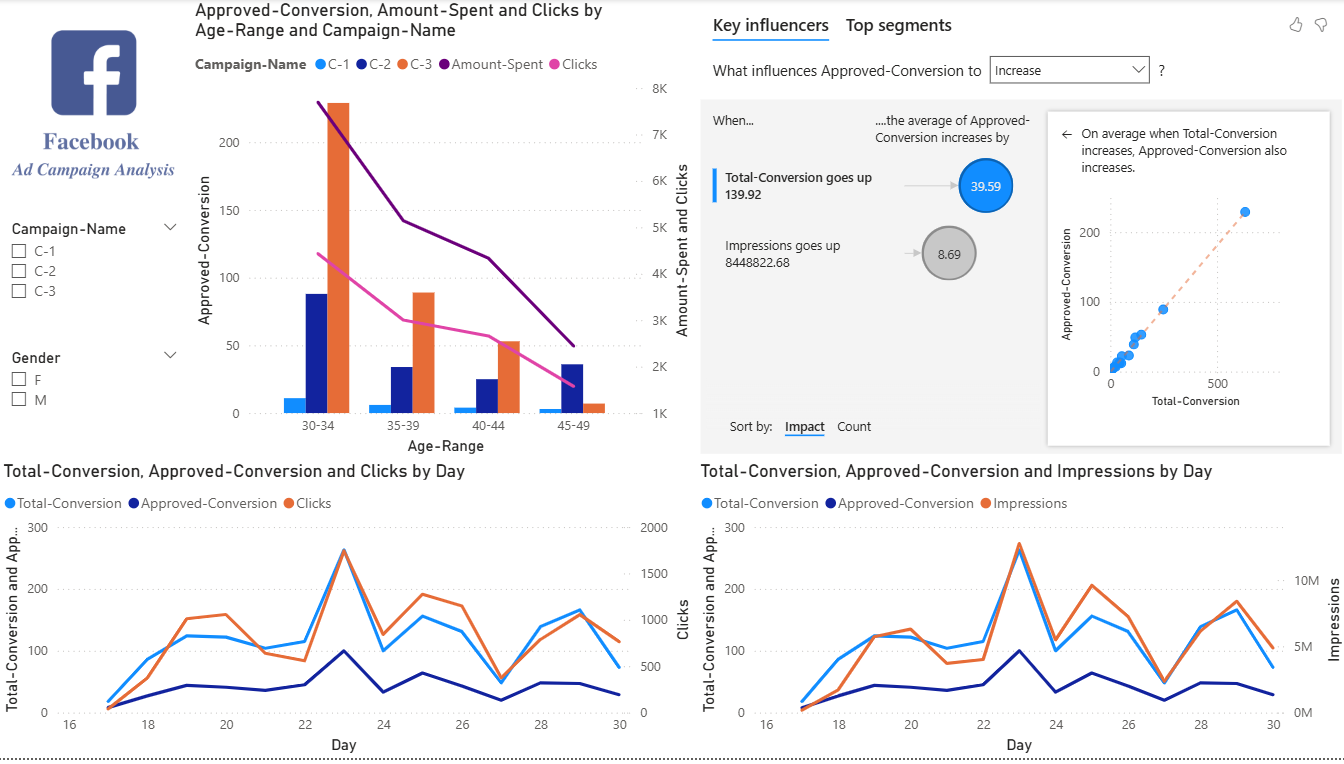 f
Facebook
Ad Campaign Analysis
Campaign-Name
C-1
C-2
C-3
Gender
F
M
Approved-Conversion, Amount-Spent and Clicks by
Age-Range and Campaign-Name
Campaign-Name C-1 C-2 C-3 Amount-Spent Clicks
Approved-Conversion
200
150
100
50
0
8K
7K
6K
5K
4K
3K
2K
1K
Amount-Spent and Clicks
30-34 35-39 40-44 45-49
Age-Range
Key influencers Top segments
What influences Approved-Conversion to Increase ?
When...
....the average of Approved-
Conversion increases by
Total-Conversion goes up
139.92
39.59
Impressions goes up
8448822.68
8.69
Sort by: Impact Count
On average when Total-Conversion
increases, Approved-Conversion also
increases.
Approved-Conversion
200
100
0
0 500
Total-Conversion
Total-Conversion, Approved-Conversion and Clicks by Day
Total-Conversion Approved-Conversion Clicks
Total-Conversion and App...
300
200
100
0
2000
1500
1000
500
0
Clicks
16 18 20 22 24 26 28 30
Day
Total-Conversion, Approved-Conversion and Impressions by Day
Total-Conversion Approved-Conversion Impressions
Total-Conversion and App...
300
200
100
0
10M
5M
0M
Impressions
16 18 20 22 24 26 28 30
Day